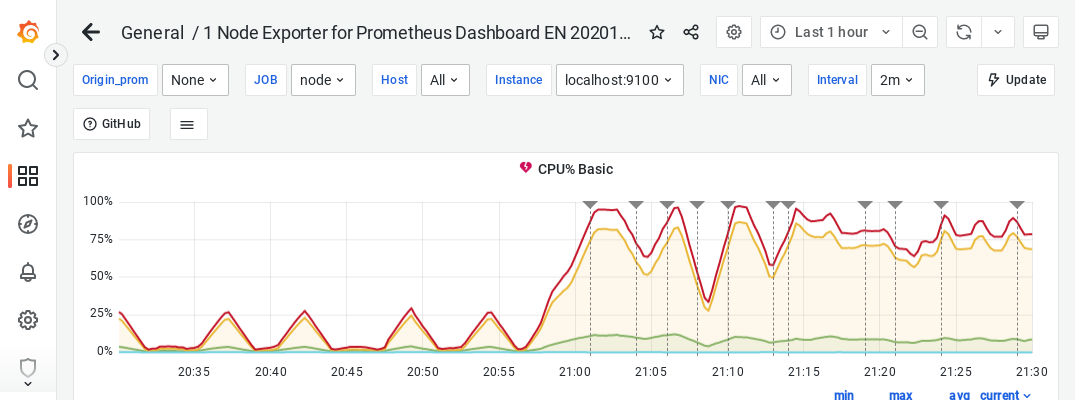 General / 1 Node Exporter for Prometheus Dashboard EN 20201...
Last 1 hour
Origin_prom None JOB node Host All Instance localhost:9100 NIC All Interval 2m Update
GitHub
CPU% Basic
100%
75%
50%
25%
0%
20:35 20:40 20:45 20:50 20:55 21:00 21:05 21:10 21:15 21:20 21:25 21:30
min max avg current